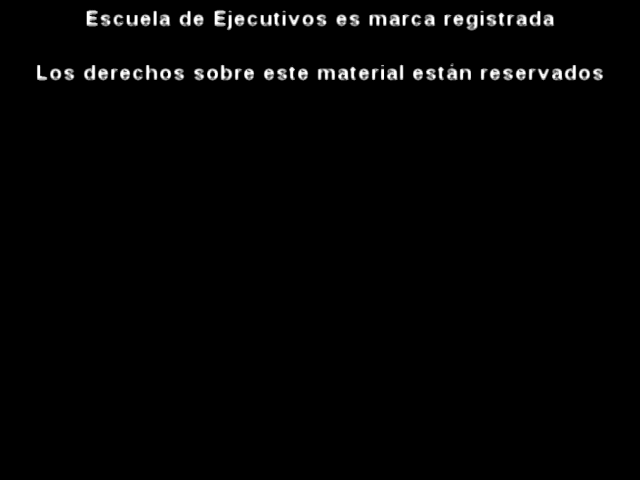 Escuela de Ejecutivos es marca registrada
Los derechos sobre este material están reservados